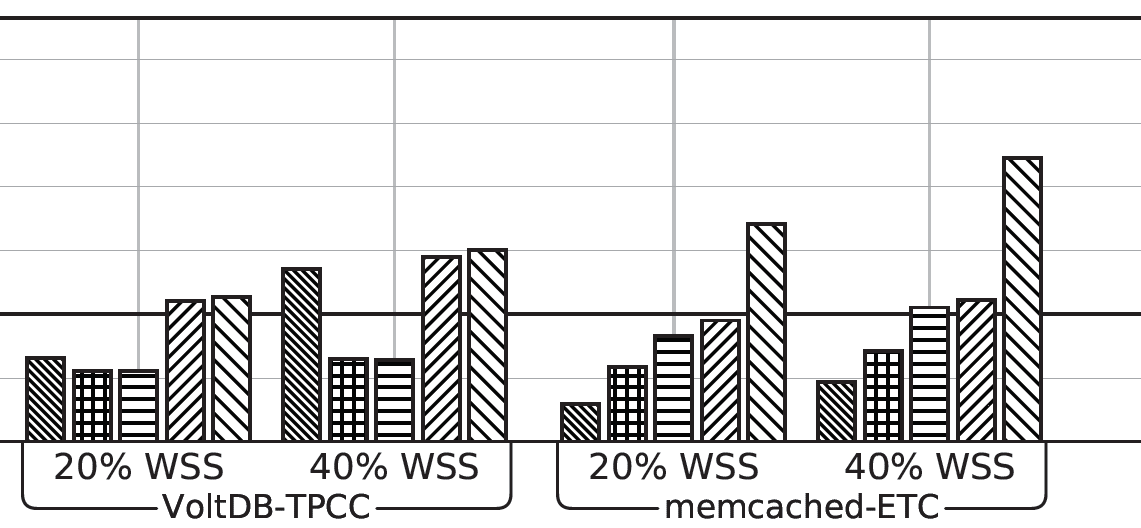 20% WSS 40% WSS 20% WSS 40% WSS
VoltDB-TPCC memcached-ETC